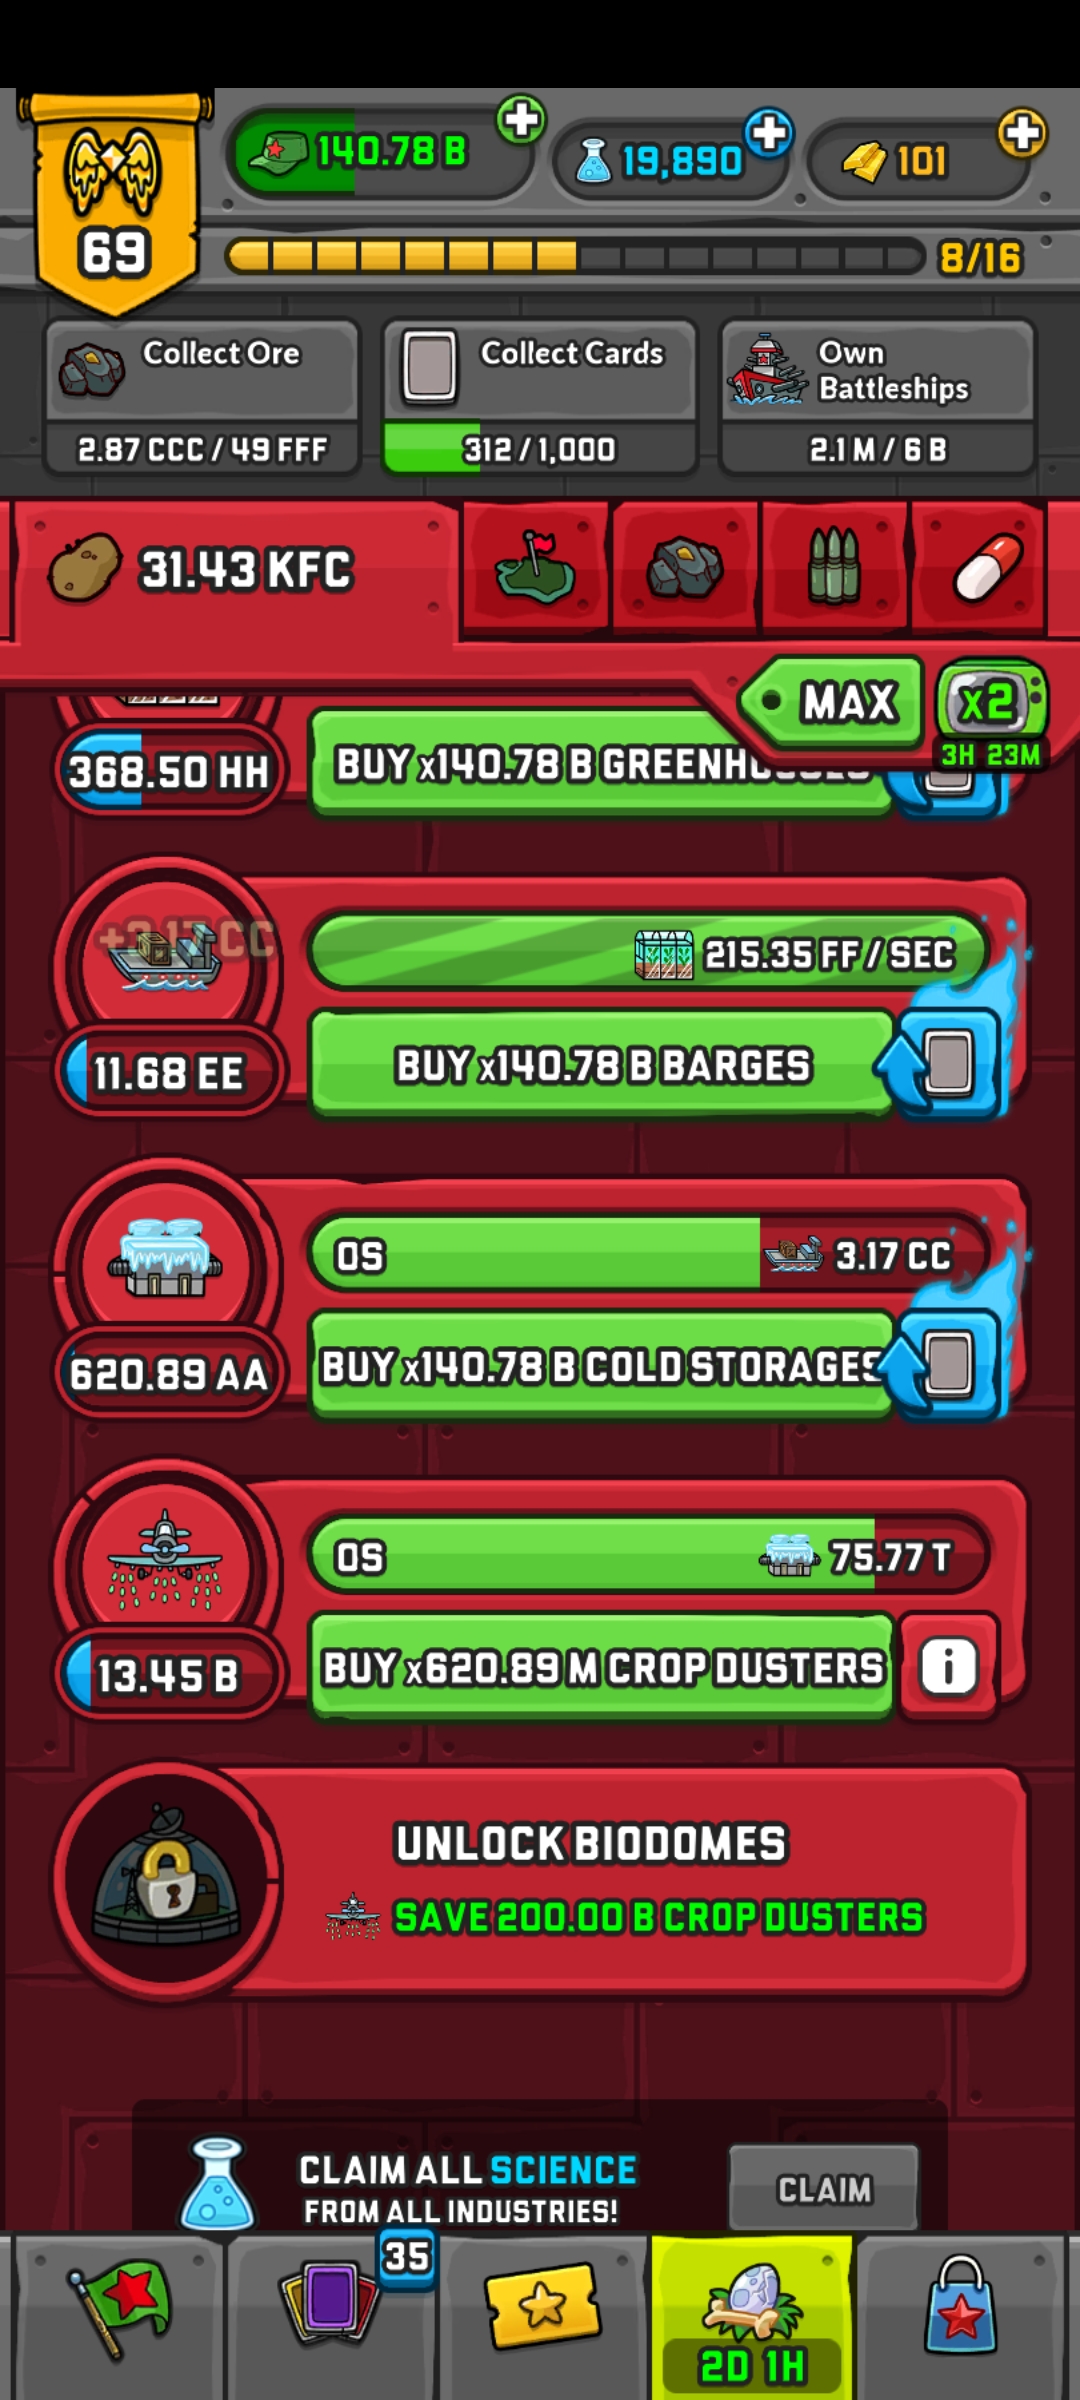 140.78 B
19,890
101
69
8/16
Collect Ore
2.87 CCC / 49 FFF
Collect Cards
312 / 1,000
Own
Battleships
2.1 M / 6 B
31.43 KFC
MAX
x2
3H 23M
368.50 HH
BUY x140.78 B GREENHOUSES
+3.17 CC
215.35 FF / SEC
11.68 EE
BUY x140.78 B BARGES
0S
3.17 CC
620.89 AA
BUY x140.78 B COLD STORAGES
0S
75.77 T
13.45 B
BUY x620.89 M CROP DUSTERS
i
UNLOCK BIODOMES
SAVE 200.00 B CROP DUSTERS
CLAIM ALL SCIENCE
FROM ALL INDUSTRIES!
CLAIM
35
2D 1H